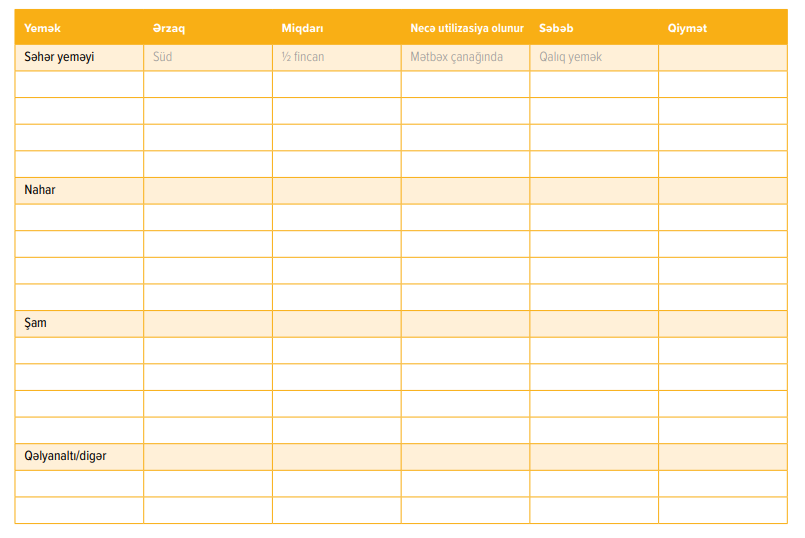 Yemək Ərzaq Miqdarı Necə utilizasiya olunur Səbəb Qiymət
Səhər yeməyi Süd ½ fincan Mətbəx çanağında Qalıq yemək
Nahar
Şam
Qəlyanaltı/digər